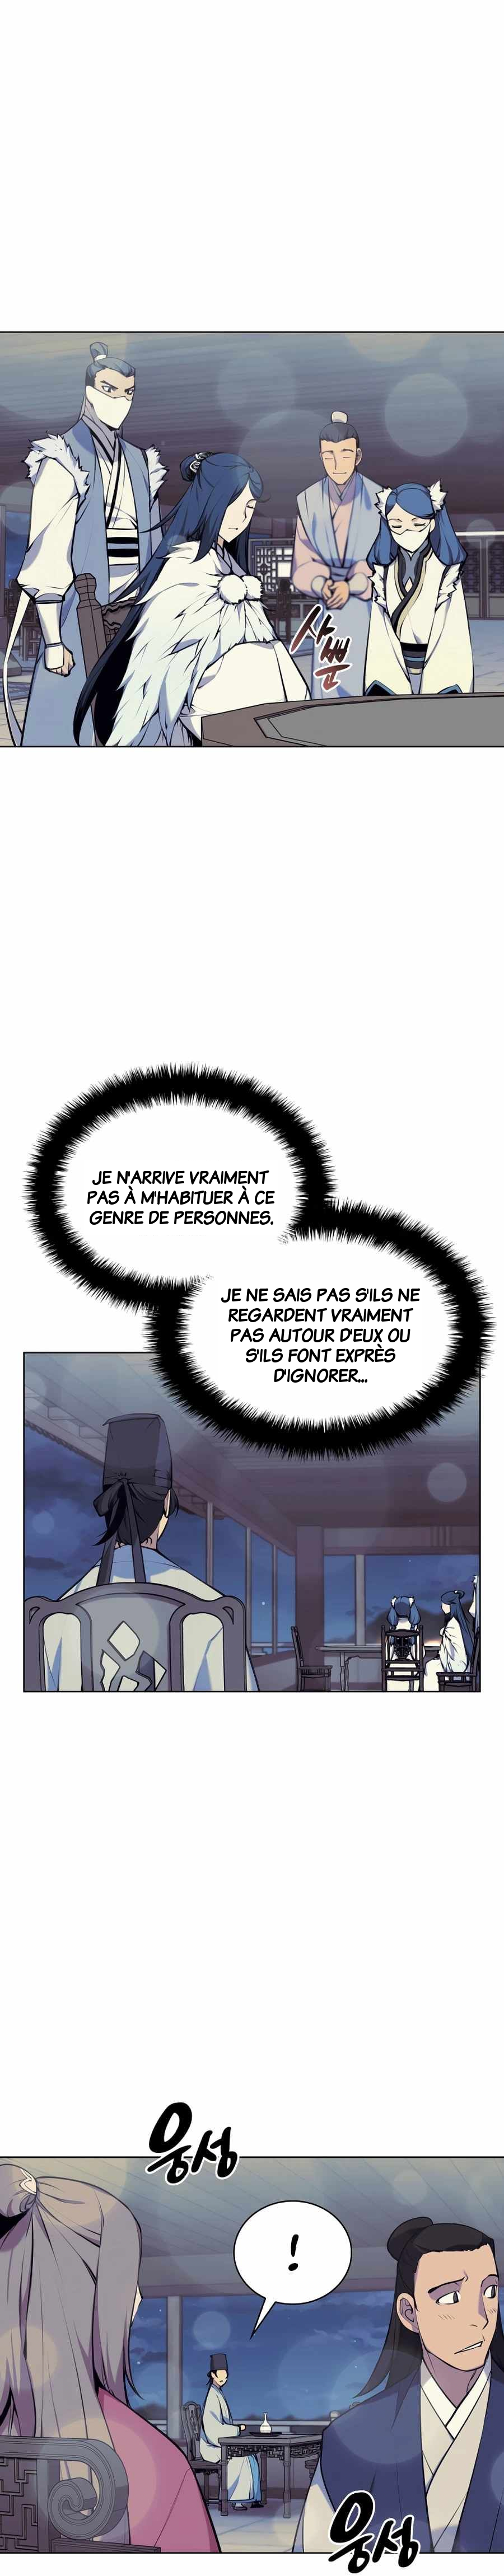 사뿐
JE N'ARRIVE VRAIMENT
PAS À M'HABITUER À CE
GENRE DE PERSONNES.
JE NE SAIS PAS S'ILS NE
REGARDENT VRAIMENT
PAS AUTOUR D'EUX OU
S'ILS FONT EXPRÈS
D'IGNORER...
웅성
!
웅성